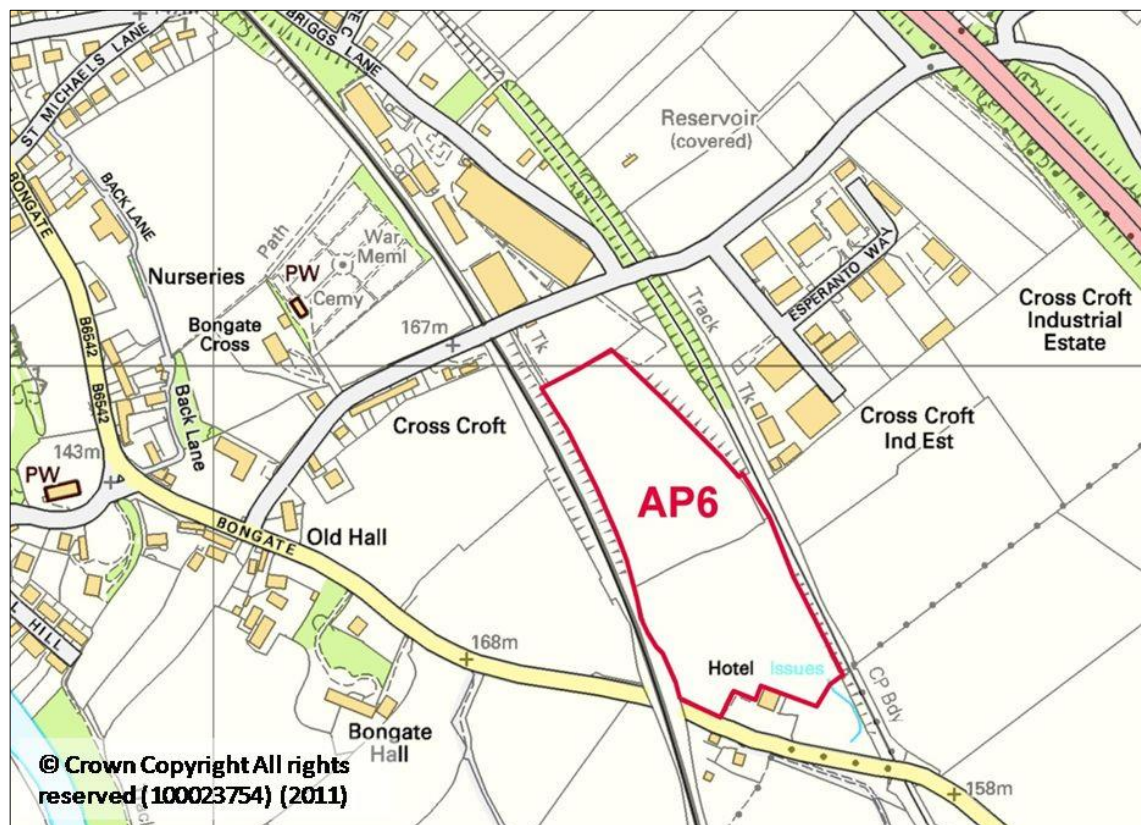 ST MICHAELS LANE
BRIGGS LANE
BONGATE
BACK LANE
Reservoir
(covered)
Path
War
Meml
Nurseries
PW
Cemy
Bongate
Cross
167m
Tk
Track
ESPERANTO WAY
Cross Croft
Industrial
Estate
B6542
B6542
Back Lane
Cross Croft
Tk
Cross Croft
Ind Est
143m
PW
AP6
BONGATE
Old Hall
HILL
168m
Hotel
Issues
CP Bdy
Bongate
Hall
158m
© Crown Copyright All rights
reserved (100023754) (2011)